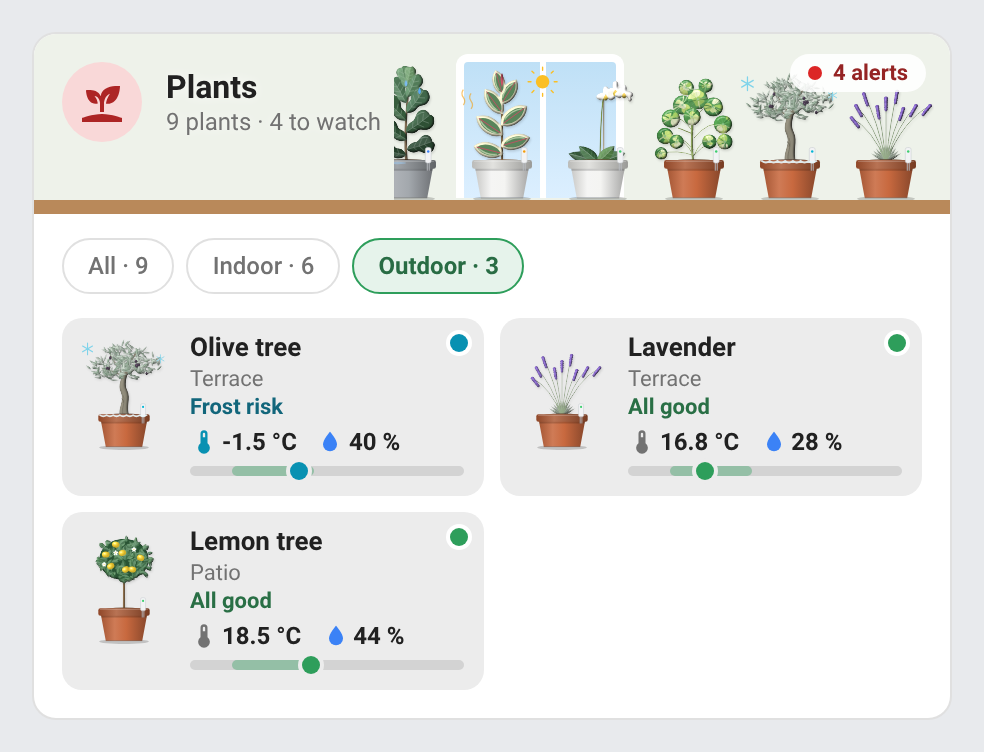 Plants
9 plants · 4 to watch
4 alerts
All · 9
Indoor · 6
Outdoor · 3
Olive tree
Terrace
Frost risk
-1.5 °C
40 %
Lavender
Terrace
All good
16.8 °C
28 %
Lemon tree
Patio
All good
18.5 °C
44 %